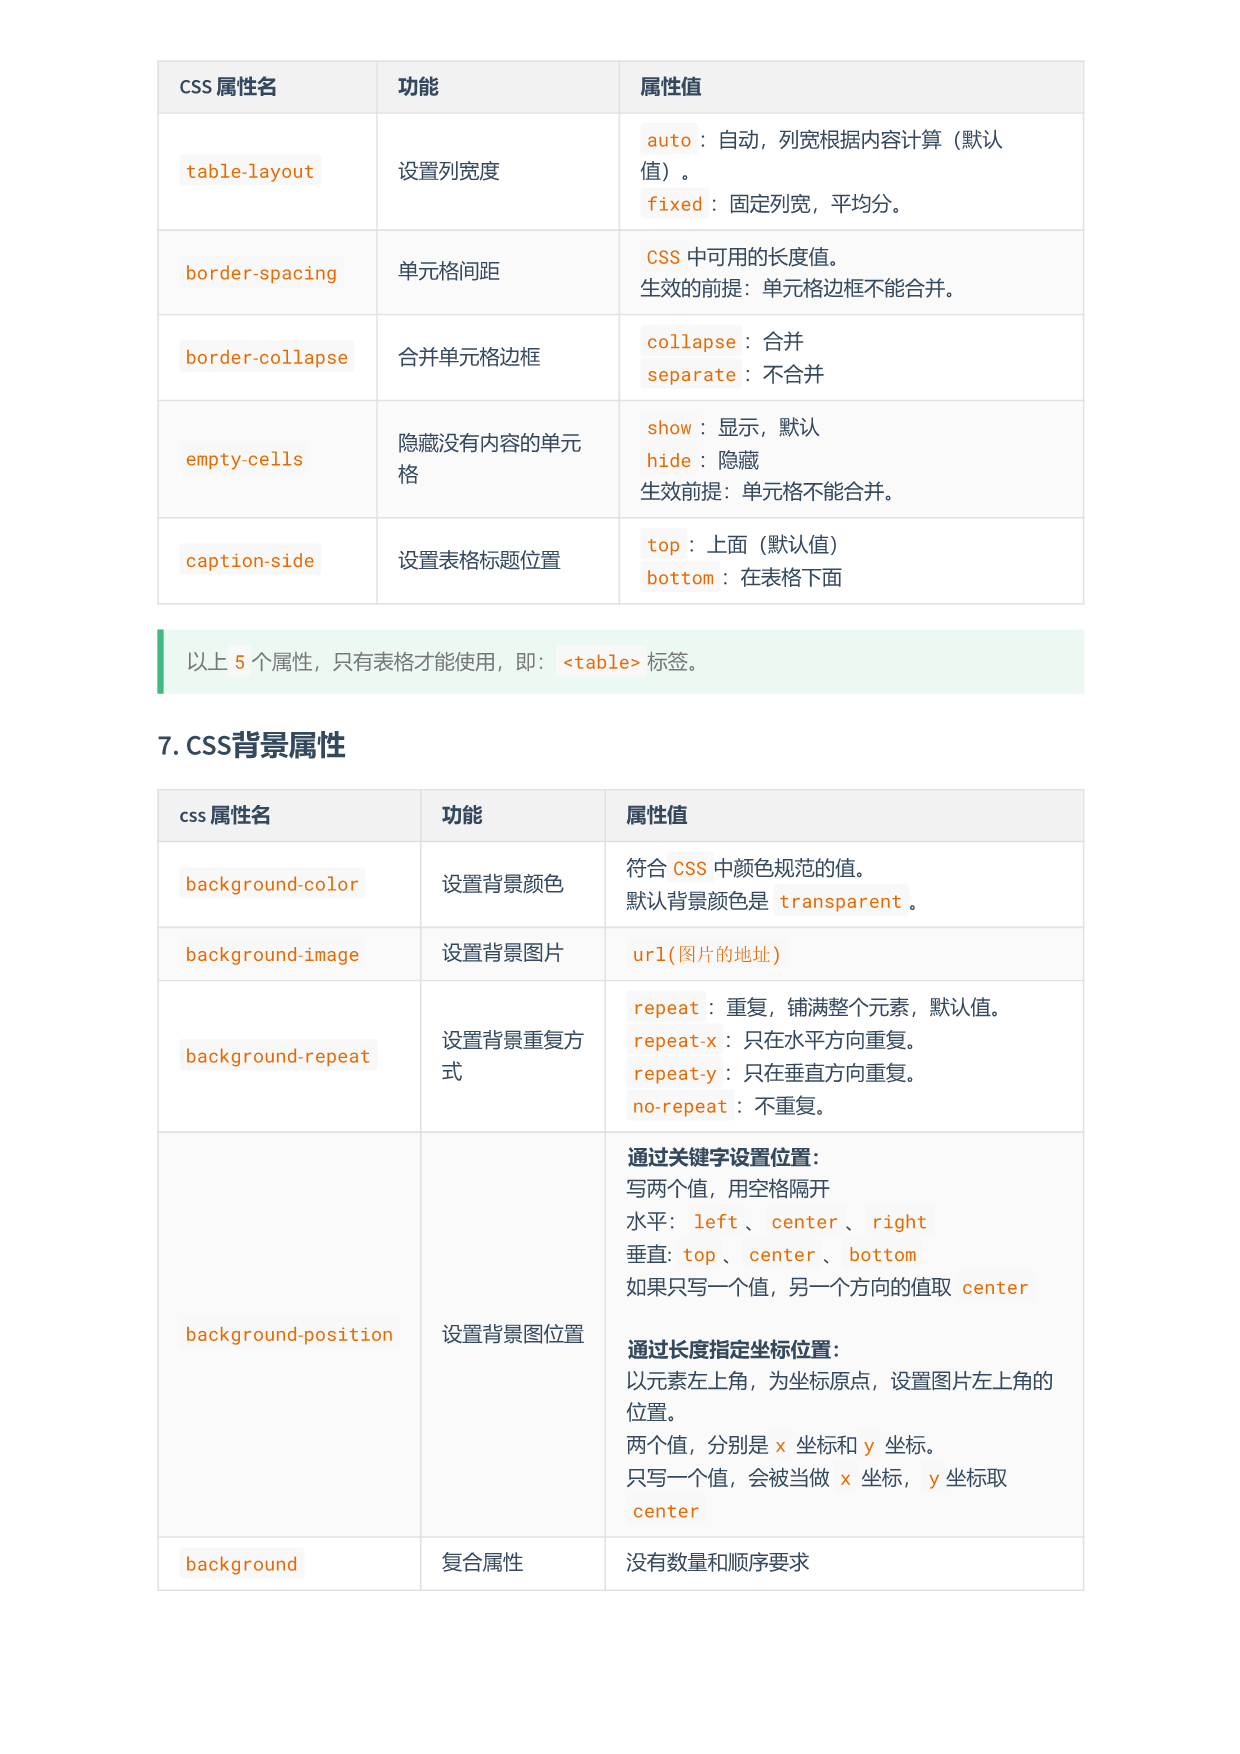 CSS 属性名 功能 属性值
table-layout 设置列宽度 auto：自动，列宽根据内容计算（默认
值）。
fixed：固定列宽，平均分。
border-spacing 单元格间距 CSS 中可用的长度值。
生效的前提：单元格边框不能合并。
border-collapse 合并单元格边框 collapse：合并
separate：不合并
empty-cells 隐藏没有内容的单元
格
show：显示，默认
hide：隐藏
生效前提：单元格不能合并。
caption-side 设置表格标题位置 top：上面（默认值）
bottom：在表格下面
以上 5 个属性，只有表格才能使用，即：<table>标签。
7. CSS背景属性
css 属性名 功能 属性值
background-color 设置背景颜色 符合 CSS 中颜色规范的值。
默认背景颜色是 transparent 。
background-image 设置背景图片 url(图片的地址)
background-repeat 设置背景重复方
式
repeat：重复，铺满整个元素，默认值。
repeat-x：只在水平方向重复。
repeat-y：只在垂直方向重复。
no-repeat：不重复。
background-position 设置背景图位置
通过关键字设置位置：
写两个值，用空格隔开
水平： left 、 center 、 right
垂直: top 、 center 、 bottom
如果只写一个值，另一个方向的值取 center
通过长度指定坐标位置：
以元素左上角，为坐标原点，设置图片左上角的
位置。
两个值，分别是 x 坐标和 y 坐标。
只写一个值，会被当做 x 坐标， y 坐标取
center
background 复合属性 没有数量和顺序要求